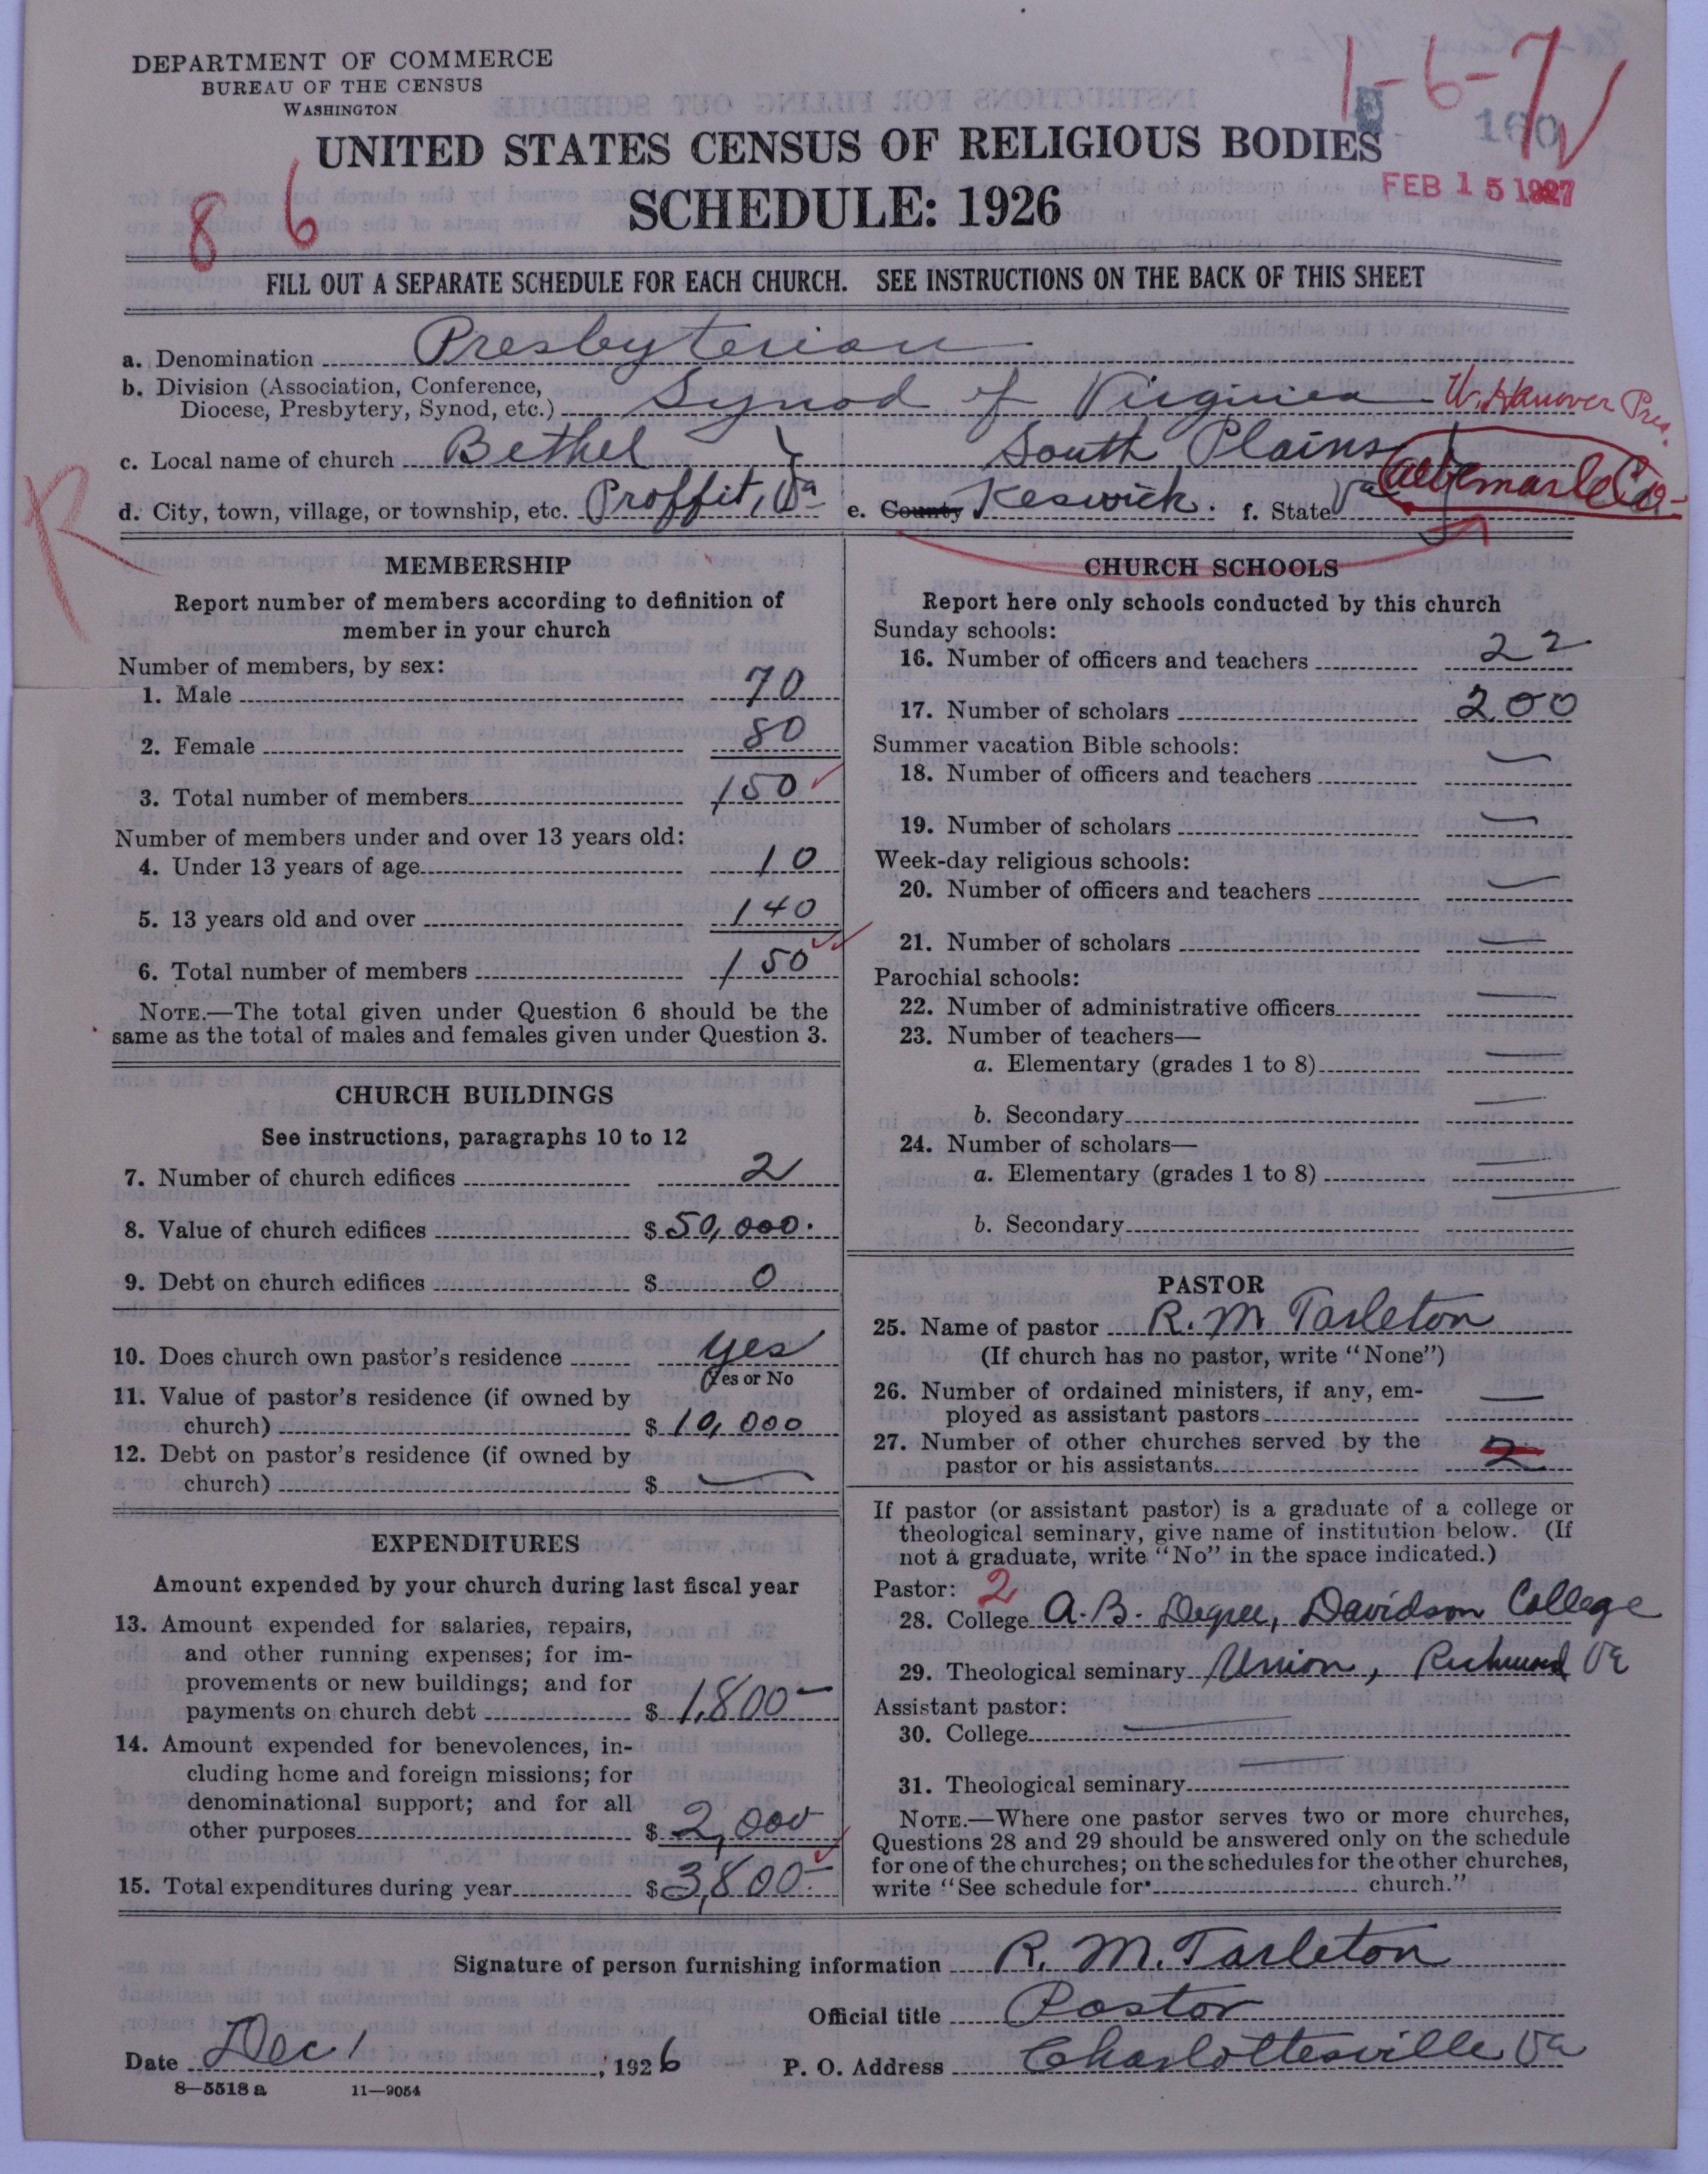 DEPARTMENT OF COMMERCE
BUREAU OF THE CENSUS
WASHINGTON
1-6-7
160
UNITED STATES CENSUS OF RELIGIOUS BODIES
8 6
SCHEDULE: 1926
FEB 15 1927
FILL OUT A SEPARATE SCHEDULE FOR EACH CHURCH. SEE INSTRUCTIONS ON THE BACK OF THIS SHEET
a. Denomination Presbyterian
b. Division (Association, Conference,
Diocese, Presbytery, Synod, etc.) Synod of Virginia W. Hanover Pres.
c. Local name of church Bethel } South Plains
d. City, town, village, or township, etc. Proffit, Va e. County Keswick. f. State Va Albemarle Co.
R
MEMBERSHIP
Report number of members according to definition of
member in your church
Number of members, by sex:
1. Male 70
2. Female 80
3. Total number of members 150
Number of members under and over 13 years old:
4. Under 13 years of age 10
5. 13 years old and over 140
6. Total number of members 150
NOTE.—The total given under Question 6 should be the
same as the total of males and females given under Question 3.
CHURCH BUILDINGS
See instructions, paragraphs 10 to 12
7. Number of church edifices 2
8. Value of church edifices $ 50,000.
9. Debt on church edifices $ 0
10. Does church own pastor's residence yes
(Yes or No
11. Value of pastor's residence (if owned by
church) $ 10,000
12. Debt on pastor's residence (if owned by
church) $ —
EXPENDITURES
Amount expended by your church during last fiscal year
13. Amount expended for salaries, repairs,
and other running expenses; for im-
provements or new buildings; and for
payments on church debt $ 1,800–
14. Amount expended for benevolences, in-
cluding home and foreign missions; for
denominational support; and for all
other purposes $ 2,000
15. Total expenditures during year $ 3,800–
CHURCH SCHOOLS
Report here only schools conducted by this church
Sunday schools:
16. Number of officers and teachers 22
17. Number of scholars 200
Summer vacation Bible schools:
18. Number of officers and teachers —
19. Number of scholars —
Week-day religious schools:
20. Number of officers and teachers —
21. Number of scholars —
Parochial schools:
22. Number of administrative officers —
23. Number of teachers—
a. Elementary (grades 1 to 8) —
b. Secondary —
24. Number of scholars—
a. Elementary (grades 1 to 8) —
b. Secondary —
PASTOR
25. Name of pastor R. M. Tarleton
(If church has no pastor, write "None")
26. Number of ordained ministers, if any, em-
ployed as assistant pastors —
27. Number of other churches served by the
pastor or his assistants 2
If pastor (or assistant pastor) is a graduate of a college or
theological seminary, give name of institution below. (If
not a graduate, write "No" in the space indicated.)
Pastor: 2
28. College A.B. Degree, Davidson College
29. Theological seminary Union, Richmond Va
Assistant pastor:
30. College —
31. Theological seminary —
NOTE.—Where one pastor serves two or more churches,
Questions 28 and 29 should be answered only on the schedule
for one of the churches; on the schedules for the other churches,
write "See schedule for church."
Signature of person furnishing information R. M. Tarleton
Official title Pastor
Date Dec 1, 1926 P. O. Address Charlottesville Va
8—5518 a 11—9054